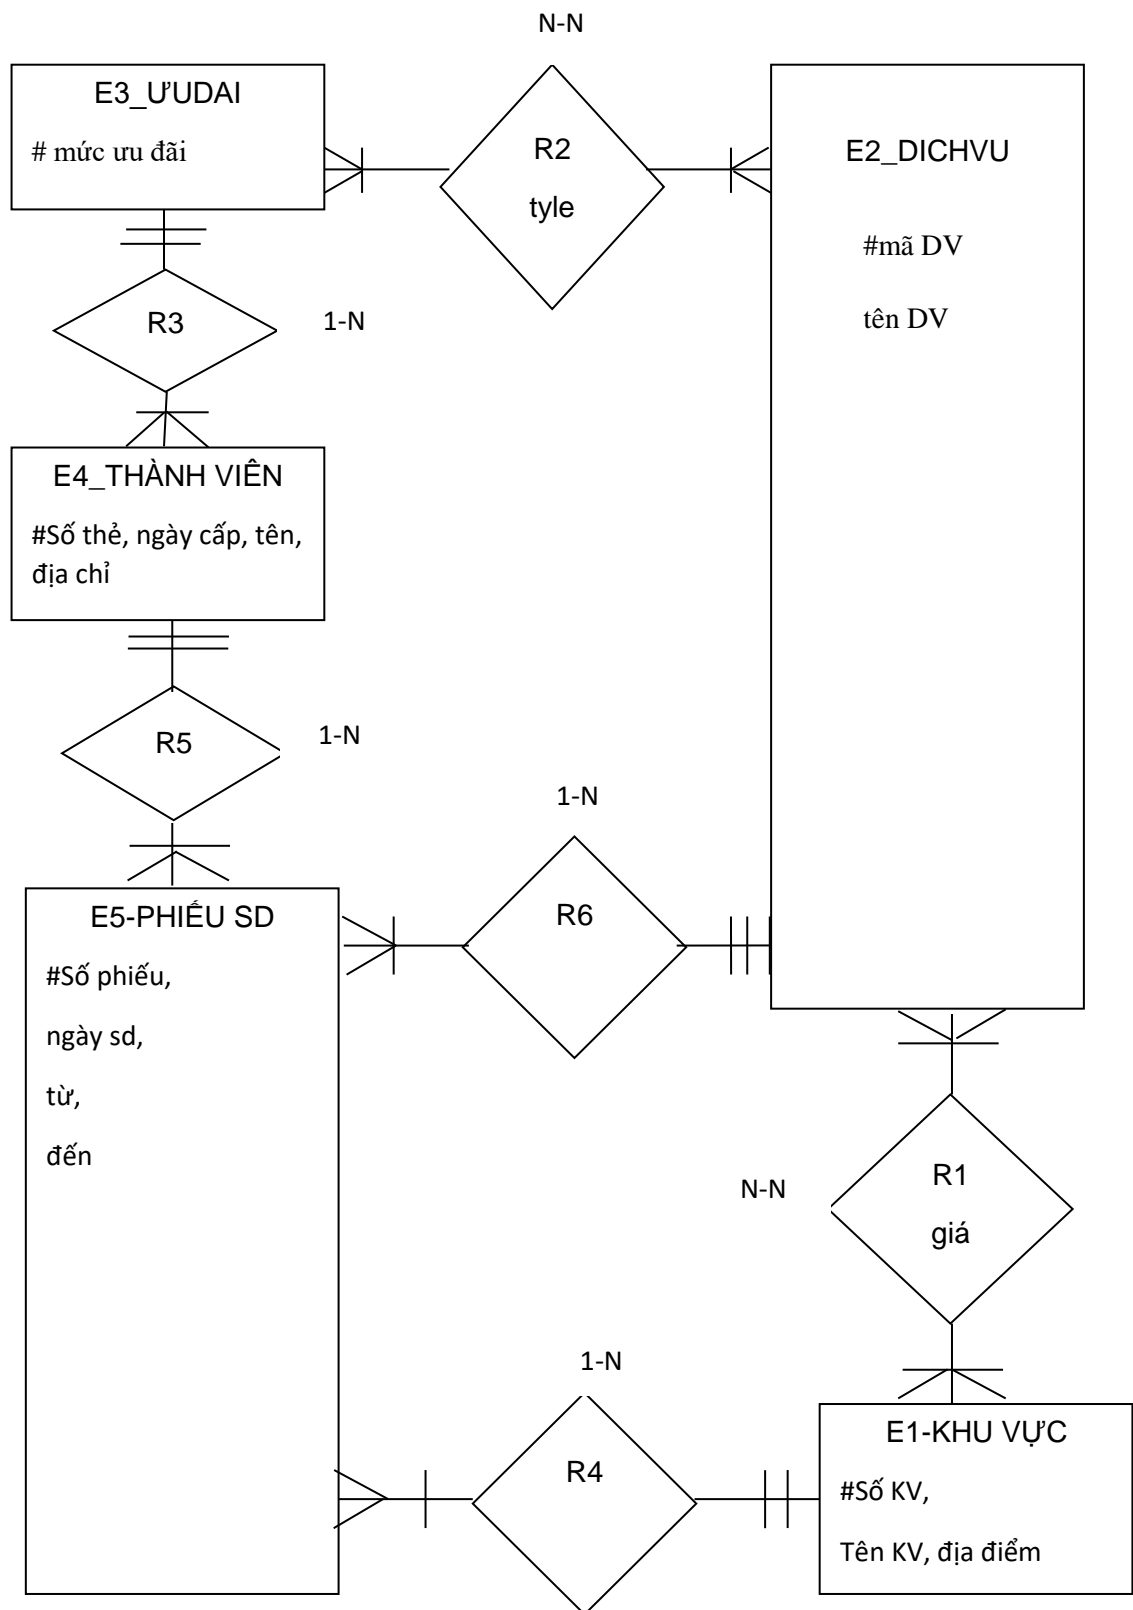 N-N
E3_ƯUDAI
# mức ưu đãi
R2
tyle
E2_DICHVU
#mã DV
tên DV
R3
1-N
E4_THÀNH VIÊN
#Số thẻ, ngày cấp, tên,
địa chỉ
R5
1-N
1-N
R6
E5-PHIẾU SD
#Số phiếu,
ngày sd,
từ,
đến
N-N
R1
giá
1-N
R4
E1-KHU VỰC
#Số KV,
Tên KV, địa điểm